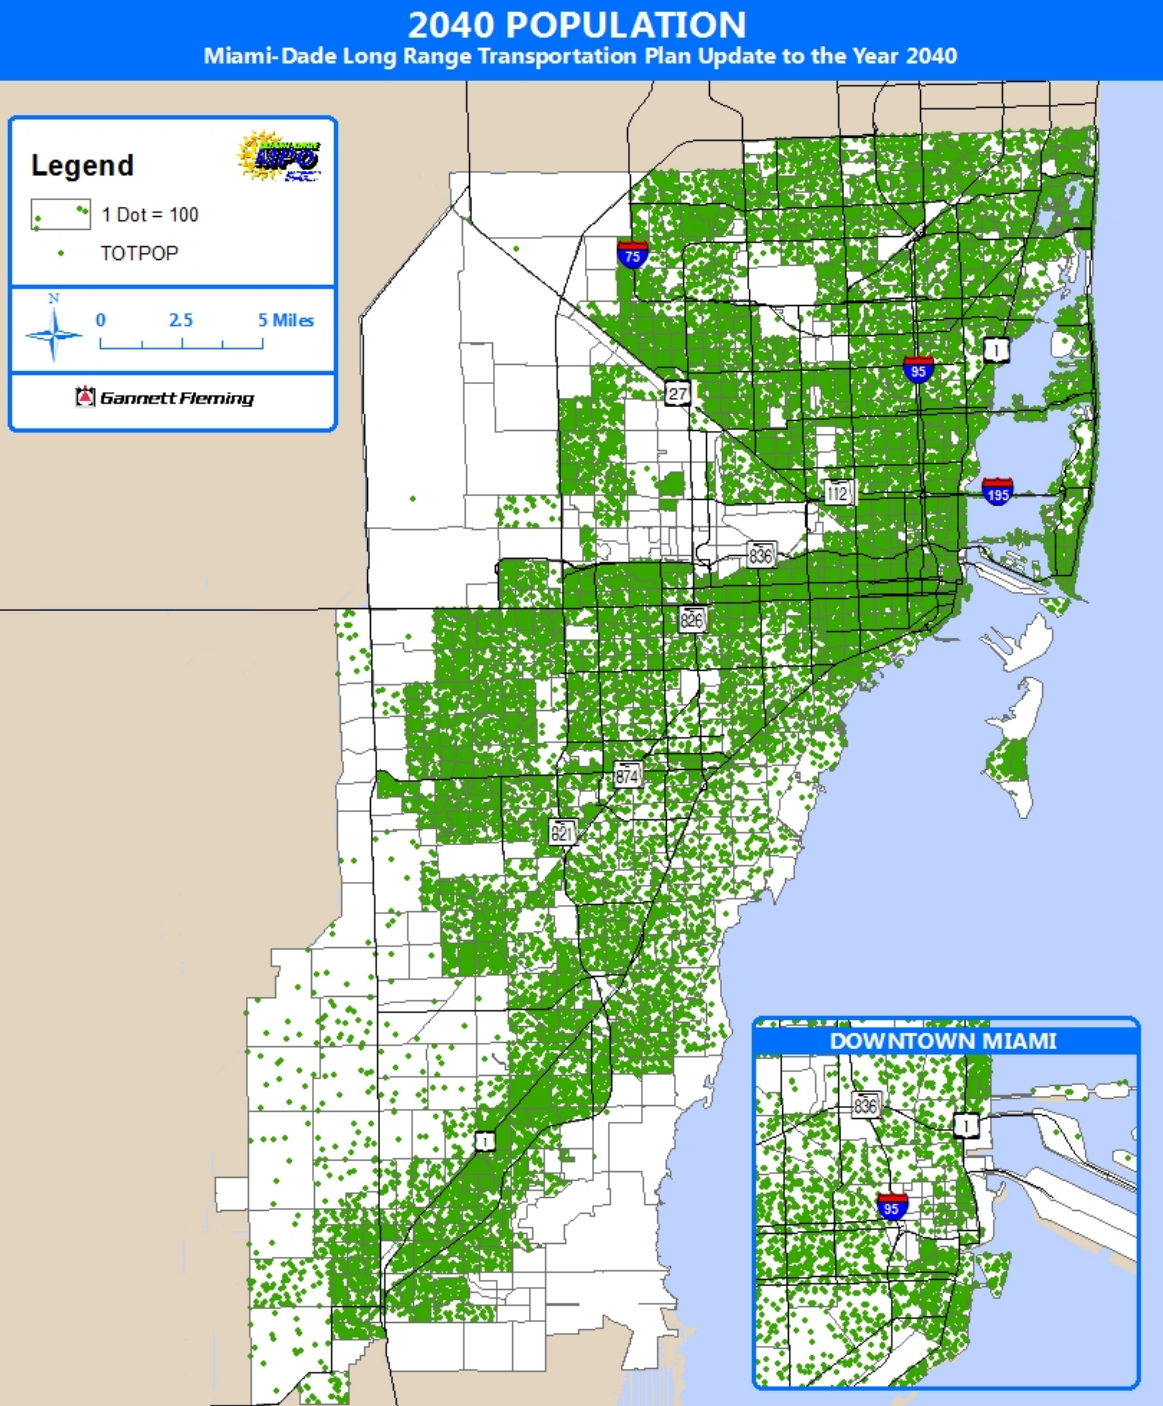 2040 POPULATION
Miami-Dade Long Range Transportation Plan Update to the Year 2040
Legend
MPO
1 Dot = 100
TOTPOP
N
0 2.5 5 Miles
Gannett Fleming
75
1
95
27
112
195
836
826
874
821
1
DOWNTOWN MIAMI
836
1
95